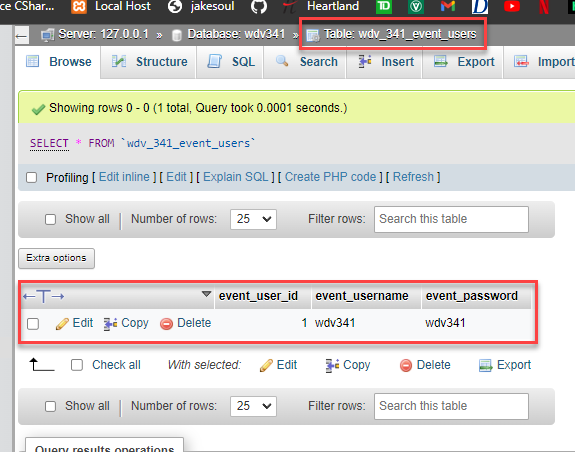 ce CShar... Local Host jakesoul Heartland TD
Server: 127.0.0.1 » Database: wdv341 » Table: wdv_341_event_users
Browse Structure SQL Search Insert Export Import
Showing rows 0 - 0 (1 total, Query took 0.0001 seconds.)
SELECT * FROM `wdv_341_event_users`
Profiling [ Edit inline ] [ Edit ] [ Explain SQL ] [ Create PHP code ] [ Refresh ]
Show all Number of rows: 25 Filter rows: Search this table
Extra options
event_user_id event_username event_password
Edit Copy Delete 1 wdv341 wdv341
Check all With selected: Edit Copy Delete Export
Show all Number of rows: 25 Filter rows: Search this table
Query results operations